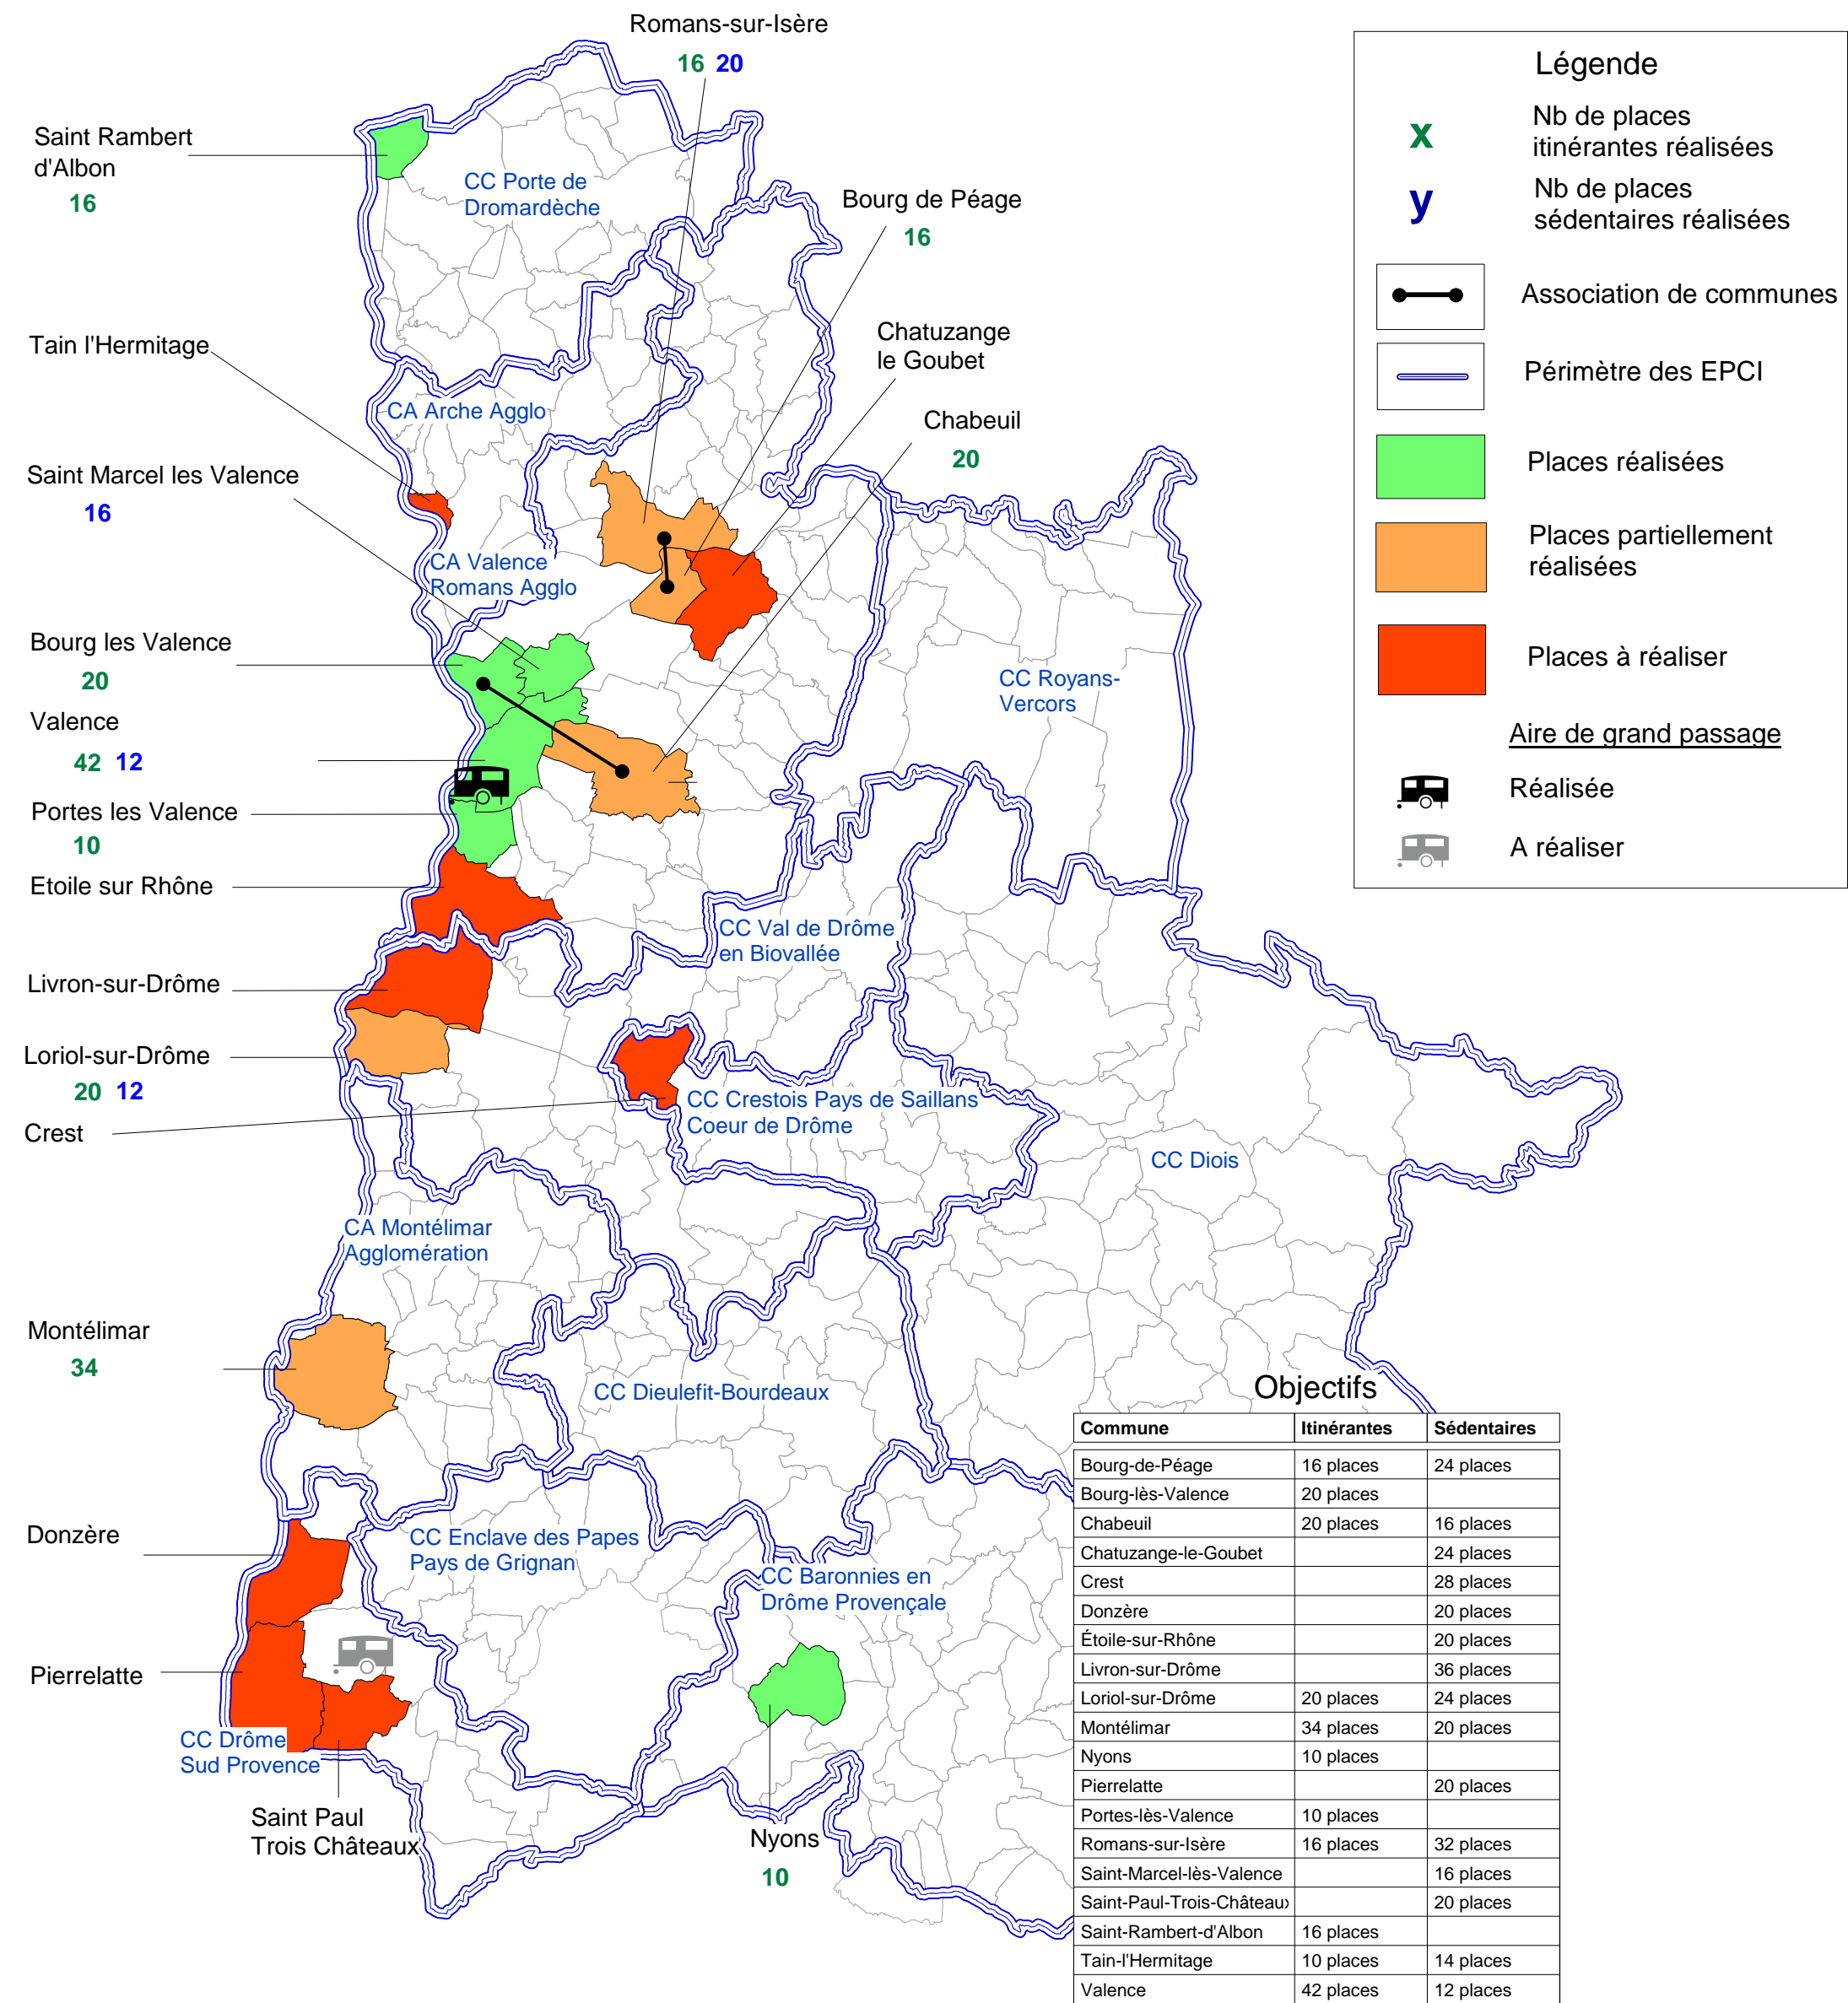 Romans-sur-Isère
16 20
Saint Rambert
d'Albon
16
CC Porte de
Dromardèche
Bourg de Péage
16
Tain l'Hermitage
Chatuzange
le Goubet
CA Arche Agglo
Chabeuil
20
Saint Marcel les Valence
16
CA Valence
Romans Agglo
Bourg les Valence
20
CC Royans-
Vercors
Valence
42 12
Portes les Valence
10
Etoile sur Rhône
CC Val de Drôme
en Biovallée
Livron-sur-Drôme
Loriol-sur-Drôme
20 12
CC Crestois Pays de Saillans
Coeur de Drôme
Crest
CC Diois
CA Montélimar
Agglomération
Montélimar
34
CC Dieulefit-Bourdeaux
Donzère
CC Enclave des Papes
Pays de Grignan
CC Baronnies en
Drôme Provençale
Pierrelatte
CC Drôme
Sud Provence
Saint Paul
Trois Châteaux
Nyons
10
Légende
x Nb de places
itinérantes réalisées
y Nb de places
sédentaires réalisées
Association de communes
Périmètre des EPCI
Places réalisées
Places partiellement
réalisées
Places à réaliser
Aire de grand passage
Réalisée
A réaliser
Objectifs
Commune Itinérantes Sédentaires
Bourg-de-Péage 16 places 24 places
Bourg-lès-Valence 20 places
Chabeuil 20 places 16 places
Chatuzange-le-Goubet 24 places
Crest 28 places
Donzère 20 places
Étoile-sur-Rhône 20 places
Livron-sur-Drôme 36 places
Loriol-sur-Drôme 20 places 24 places
Montélimar 34 places 20 places
Nyons 10 places
Pierrelatte 20 places
Portes-lès-Valence 10 places
Romans-sur-Isère 16 places 32 places
Saint-Marcel-lès-Valence 16 places
Saint-Paul-Trois-Château 20 places
Saint-Rambert-d'Albon 16 places
Tain-l'Hermitage 10 places 14 places
Valence 42 places 12 places